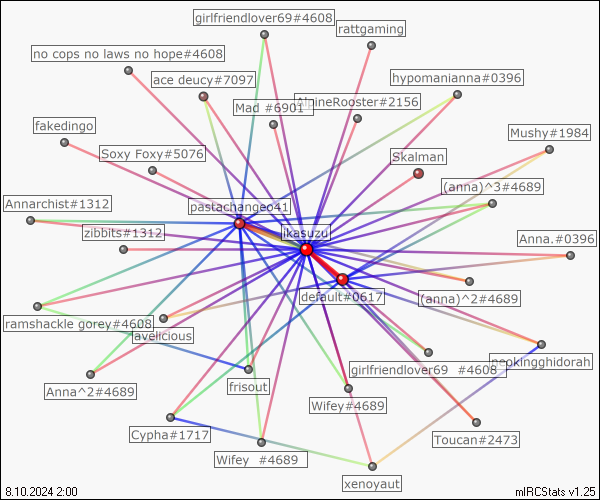 girlfriendlover69#4608
rattgaming
no cops no laws no hope#4608
ace deucy#7097
hypomanianna#0396
Mad #6901
AlpineRooster#2156
fakedingo
Mushy#1984
Soxy Foxy#5076
Skalman
(anna)^3#4689
Annarchist#1312
pastachangeo41
zibbits#1312
ikasuzu
Anna.#0396
default#0617
(anna)^2#4689
ramshackle gorey#4608
avelicious
neokingghidorah
girlfriendlover69 #4608
Anna^2#4689
frisout
Wifey#4689
Cypha#1717
Toucan#2473
Wifey #4689
xenoyaut
8.10.2024 2:00
mIRCStats v1.25